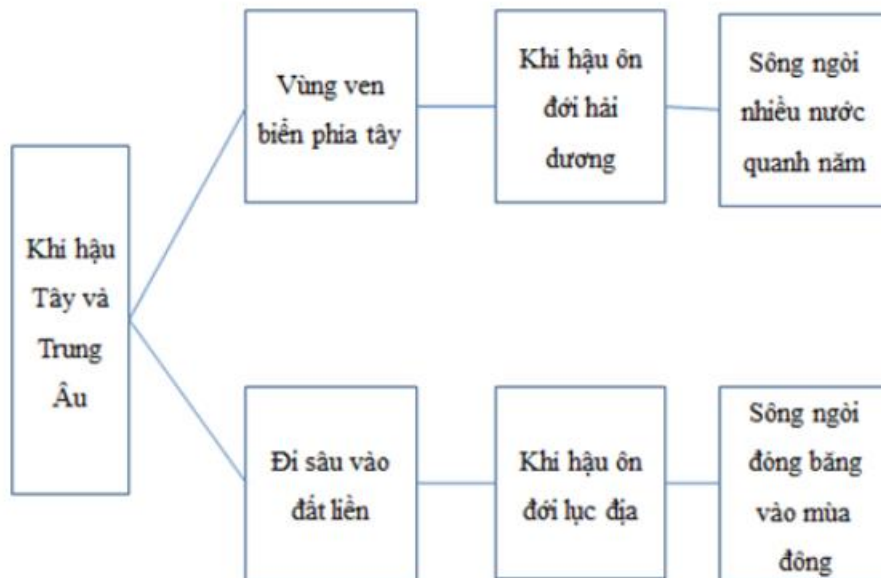 Khí hậu
Tây và
Trung
Âu
Vùng ven
biển phía tây
Khí hậu ôn
đới hải
dương
Sông ngòi
nhiều nước
quanh năm
Đi sâu vào
đất liền
Khí hậu ôn
đới lục địa
Sông ngòi
đóng băng
vào mùa
đông